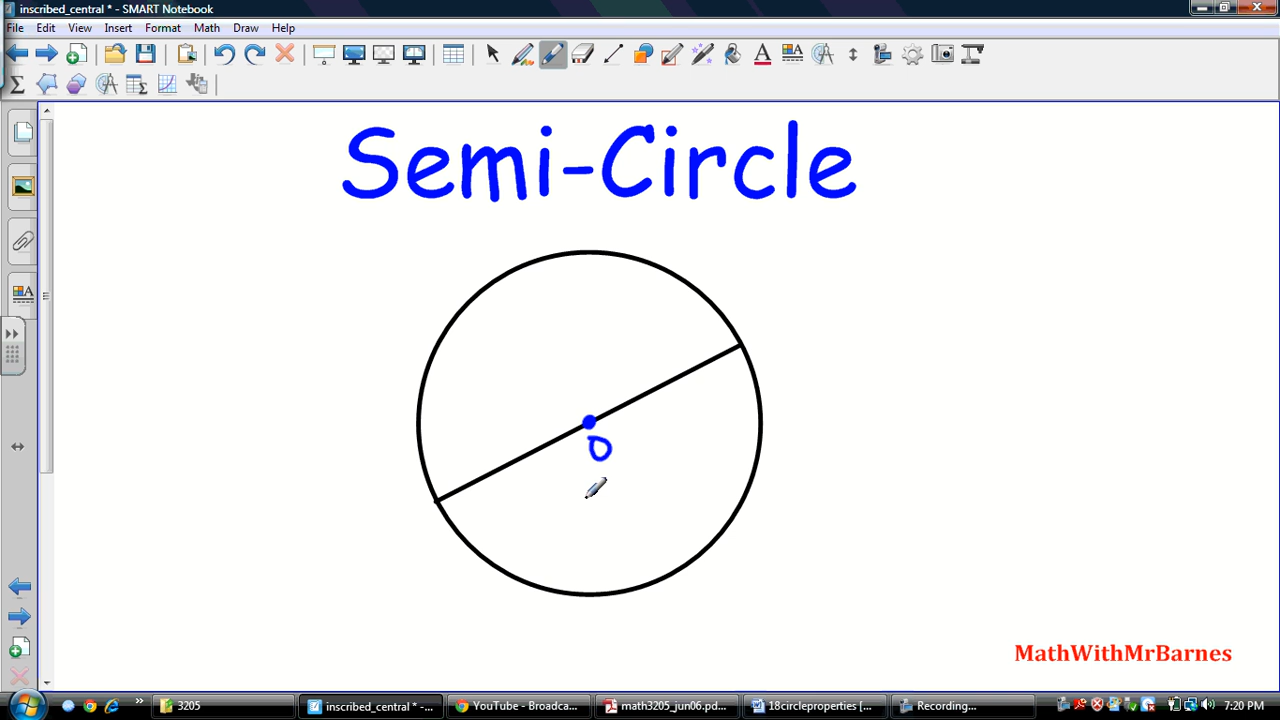 inscribed_central * - SMART Notebook
File Edit View Insert Format Math Draw Help
Semi-Circle
O
MathWithMrBarnes
3205
inscribed_central * -...
YouTube - Broadca...
math3205_jun06.pd...
18circleproperties [...
Recording...
7:20 PM